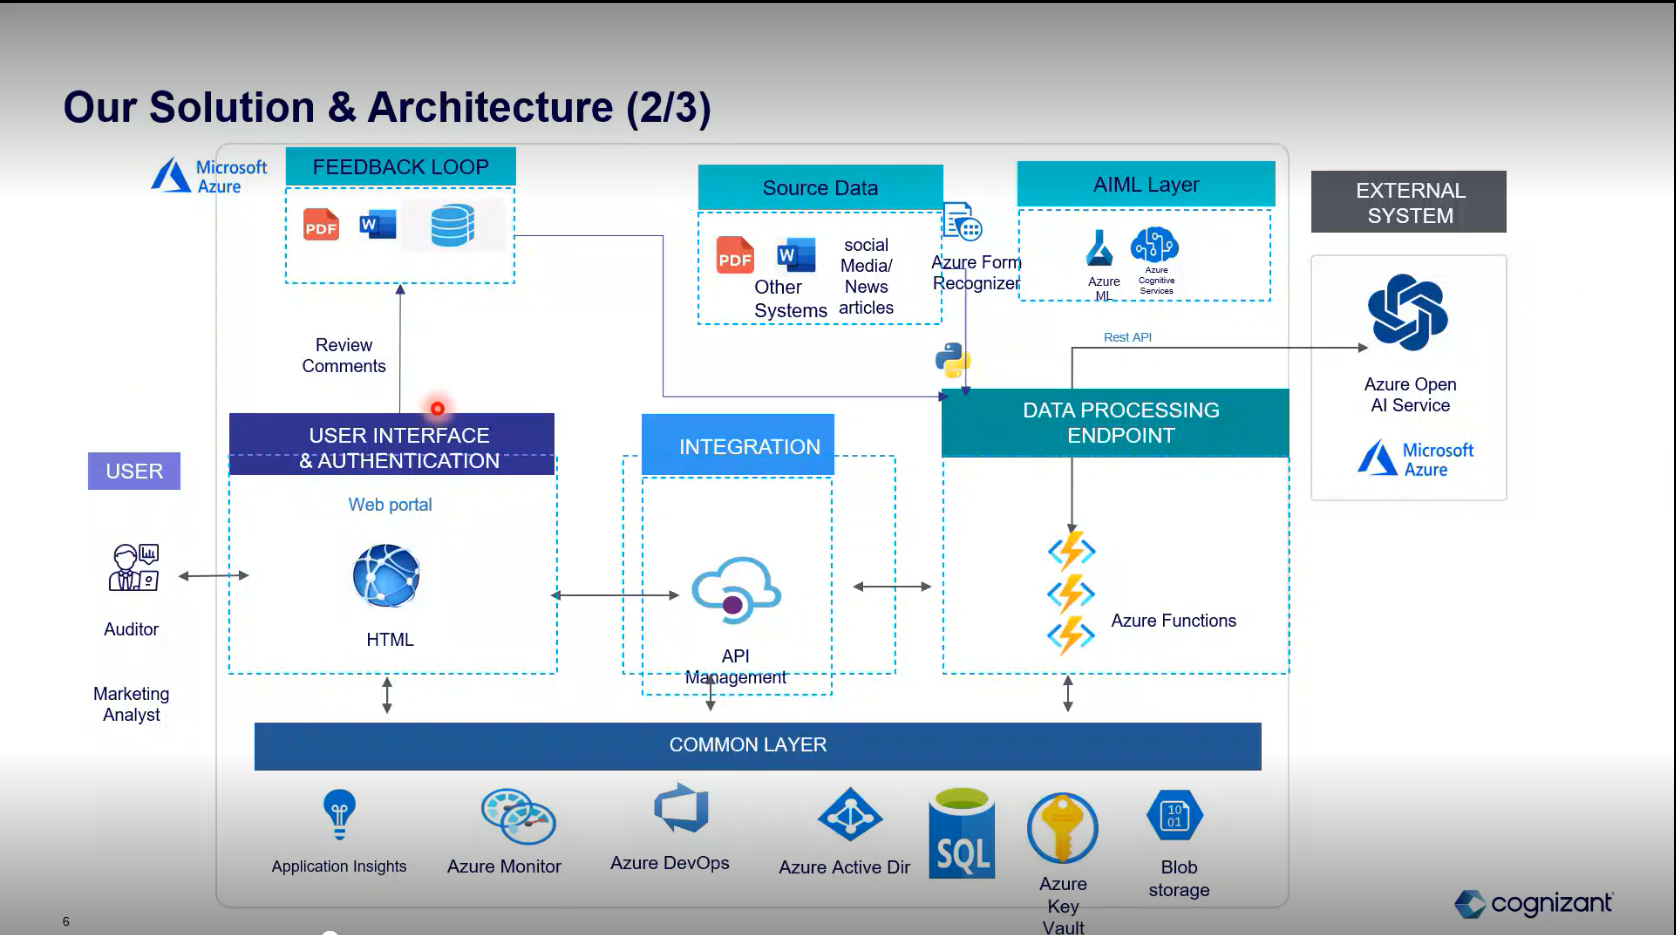 Our Solution & Architecture (2/3)
Microsoft
Azure
FEEDBACK LOOP
PDF
W
Source Data
PDF
W
Other
Systems
social
Media/
News
articles
Azure Form
Recognizer
AIML Layer
Azure
ML
Azure
Cognitive
Services
EXTERNAL
SYSTEM
Review
Comments
Rest API
Azure Open
AI Service
Microsoft
Azure
USER
USER INTERFACE
& AUTHENTICATION
Web portal
HTML
INTEGRATION
API
Management
DATA PROCESSING
ENDPOINT
Azure Functions
Auditor
Marketing
Analyst
COMMON LAYER
Application Insights
Azure Monitor
Azure DevOps
Azure Active Dir
SQL
Azure
Key
Vault
10
01
Blob
storage
cognizant
6